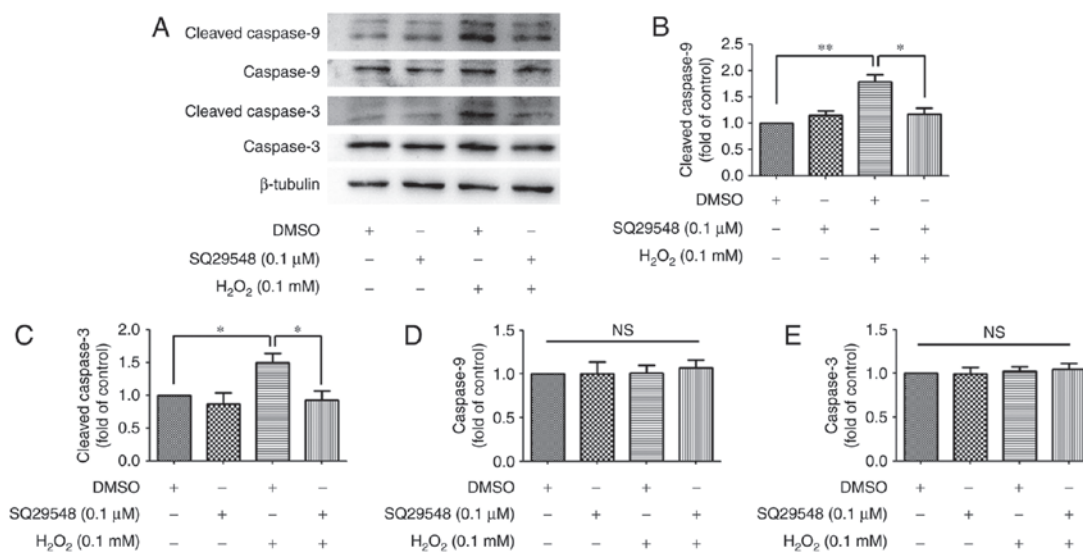 A
Cleaved caspase-9
Caspase-9
Cleaved caspase-3
Caspase-3
β-tubulin
DMSO + – + –
SQ29548 (0.1 μM) – + – +
H₂O₂ (0.1 mM) – – + +
B
Cleaved caspase-9
(fold of control)
2.5
2.0
1.5
1.0
0.5
0.0
** *
DMSO + – + –
SQ29548 (0.1 μM) – + – +
H₂O₂ (0.1 mM) – – + +
C
Cleaved caspase-3
(fold of control)
2.0
1.5
1.0
0.5
0.0
* *
DMSO + – + –
SQ29548 (0.1 μM) – + – +
H₂O₂ (0.1 mM) – – + +
D
Caspase-9
(fold of control)
1.5
1.0
0.5
0.0
NS
DMSO + – + –
SQ29548 (0.1 μM) – + – +
H₂O₂ (0.1 mM) – – + +
E
Caspase-3
(fold of control)
1.5
1.0
0.5
0.0
NS
DMSO + – + –
SQ29548 (0.1 μM) – + – +
H₂O₂ (0.1 mM) – – + +